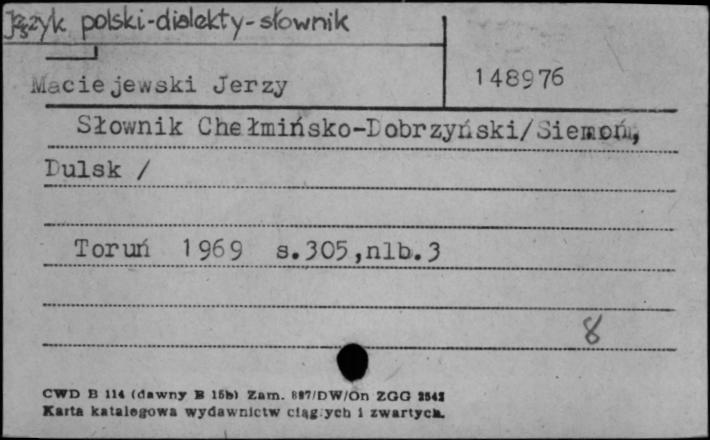 Język polski-dialekty-słownik
Maciejewski Jerzy
148976
Słownik Chełmińsko-Dobrzyński/Siemoń,
Dulsk /
Toruń 1969 s.305,nlb.3
8
CWD B 114 (dawny B 15b) Zam. 887/DW/On ZGG 2542
Karta katalogowa wydawnictw ciągłych i zwartych.